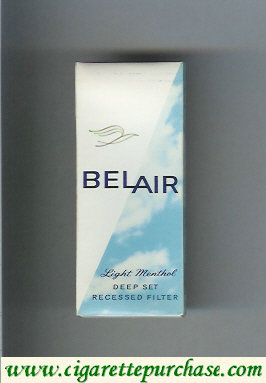 BELAIR
Light Menthol
DEEP SET
RECESSED FILTER
www.cigarettepurchase.com